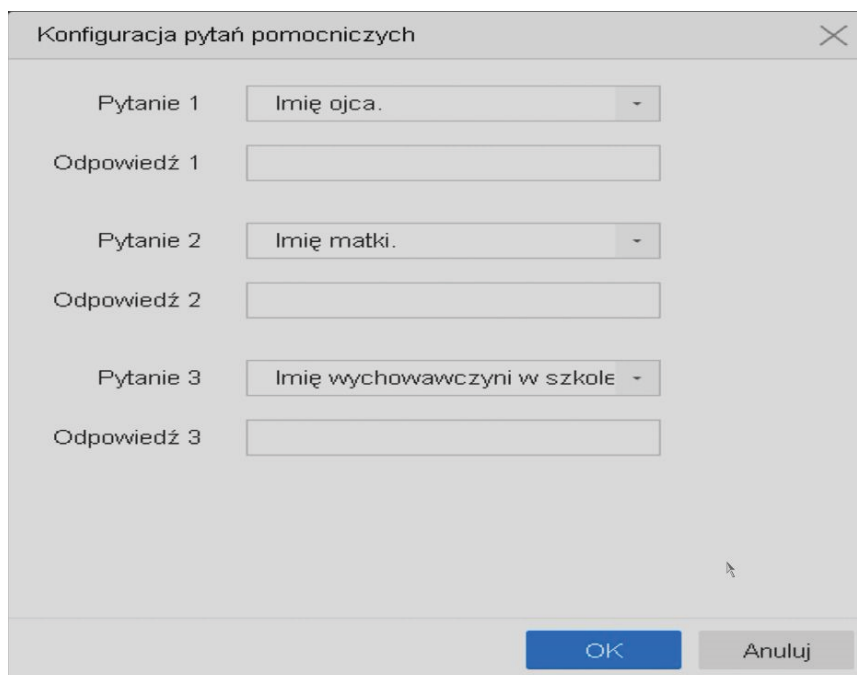 Konfiguracja pytań pomocniczych
Pytanie 1 Imię ojca.
Odpowiedź 1
Pytanie 2 Imię matki.
Odpowiedź 2
Pytanie 3 Imię wychowawczyni w szkole
Odpowiedź 3
OK Anuluj